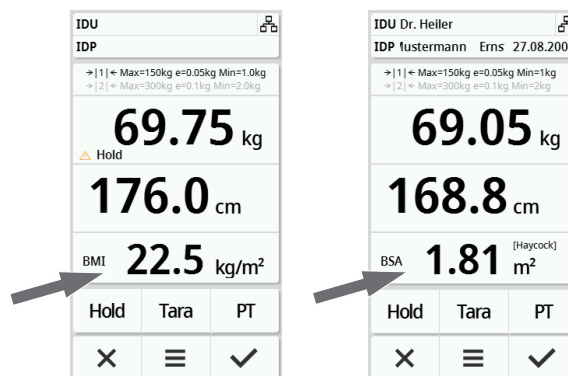 IDU
IDP
→|1|← Max=150kg e=0.05kg Min=1.0kg
→|2|← Max=300kg e=0.1kg Min=2.0kg
69.75 kg
Hold
176.0 cm
BMI 22.5 kg/m²
Hold Tara PT
IDU Dr. Heiler
IDP Mustermann Erns 27.08.200
→|1|← Max=150kg e=0.05kg Min=1kg
→|2|← Max=300kg e=0.1kg Min=2kg
69.05 kg
168.8 cm
BSA 1.81 [Haycock] m²
Hold Tara PT